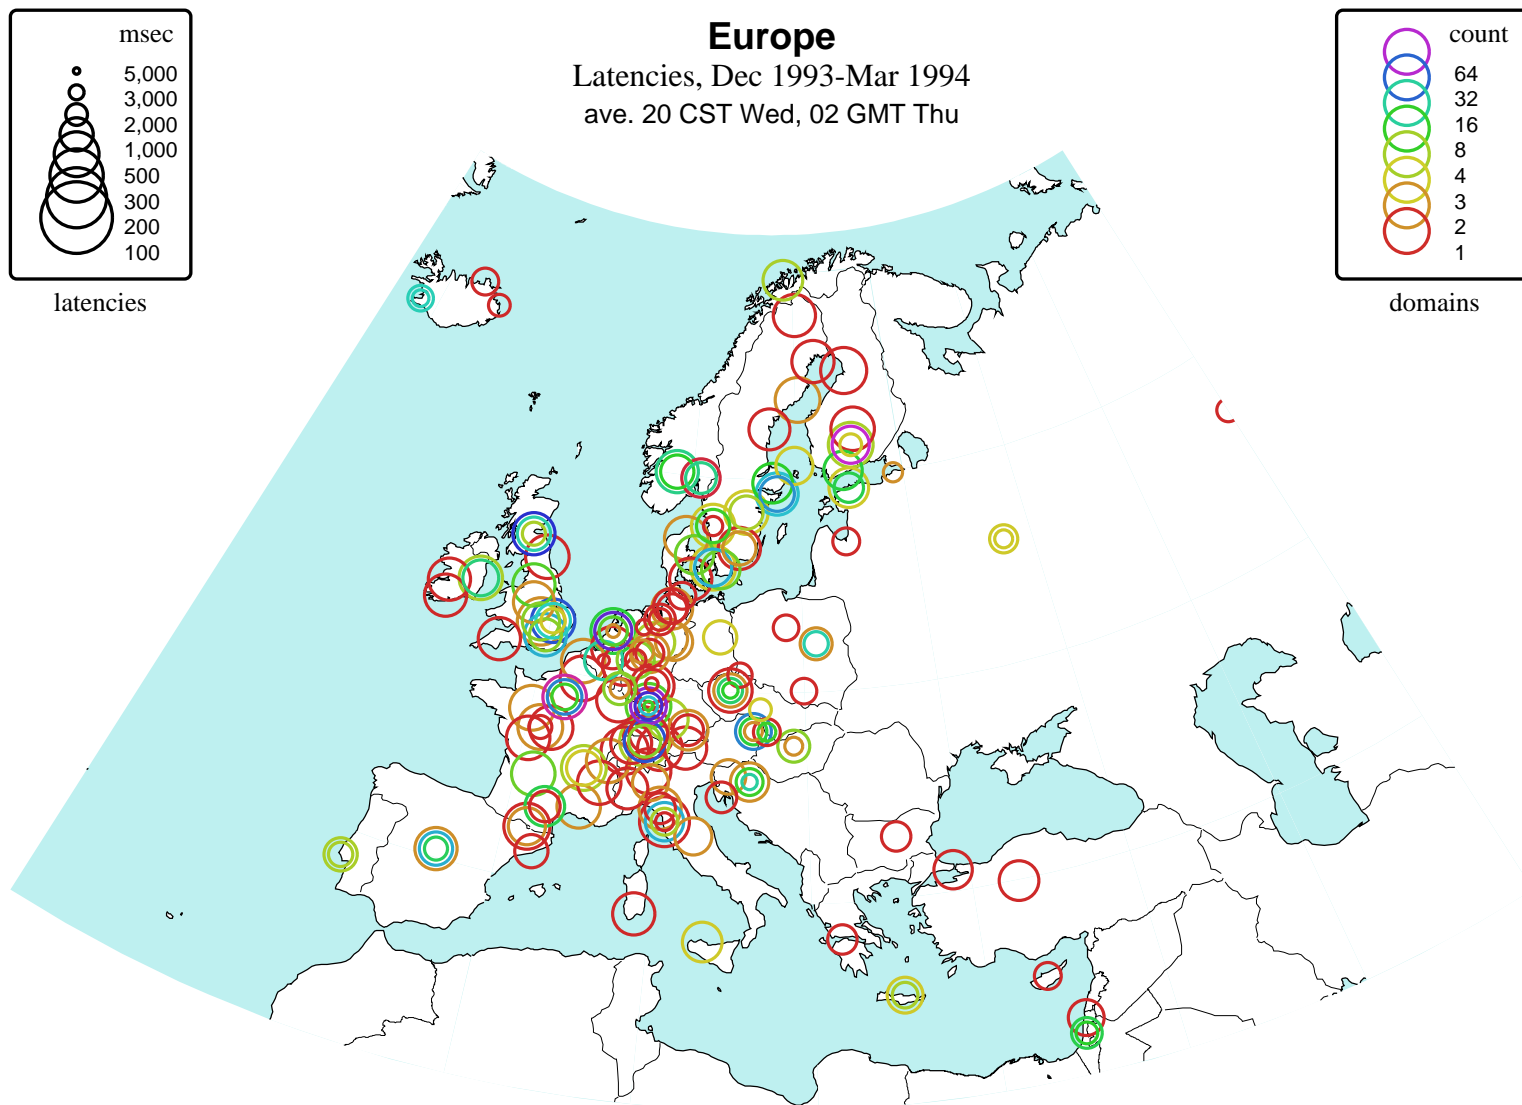 Europe
Latencies, Dec 1993-Mar 1994
ave. 20 CST Wed, 02 GMT Thu
msec
5,000
3,000
2,000
1,000
500
300
200
100
latencies
count
64
32
16
8
4
3
2
1
domains